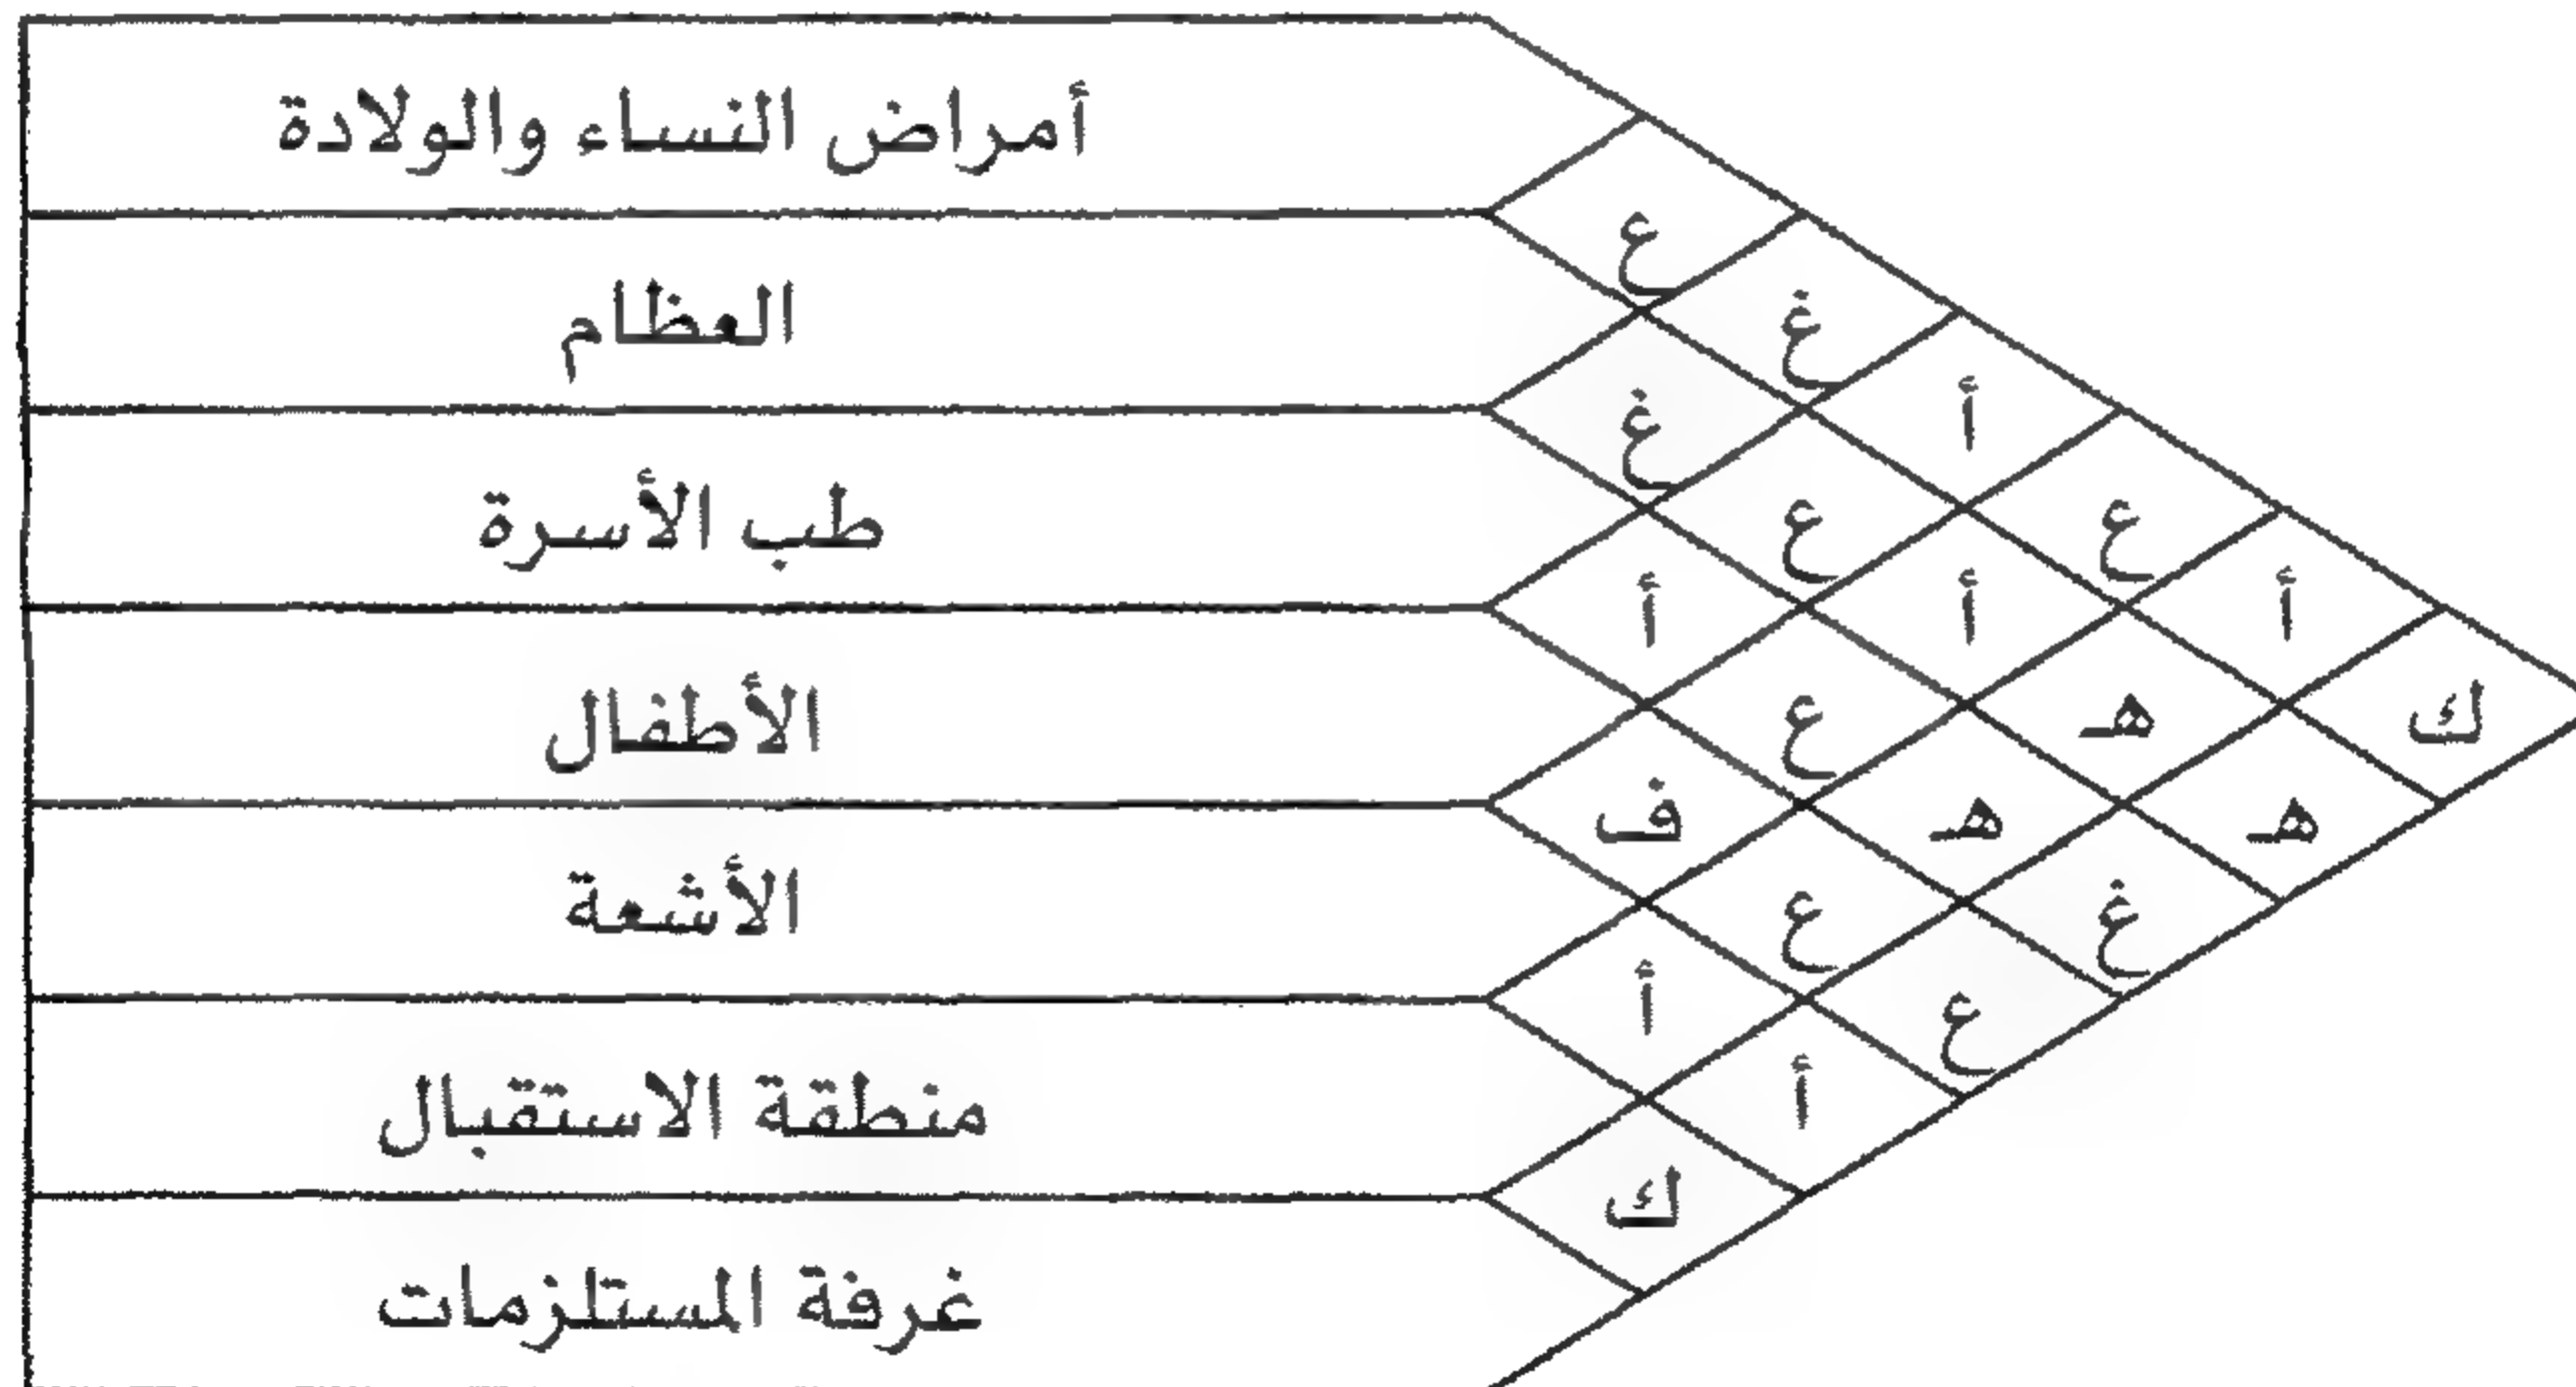 أمراض النساء والولادة
العظام
طب الأسرة
الأطفال
الأشعة
منطقة الاستقبال
غرفة المستلزمات
ع
غ
أ
ع
أ
ك
غ
ع
أ
هـ
هـ
أ
ع
هـ
غ
ف
ع
ع
أ
أ
ك